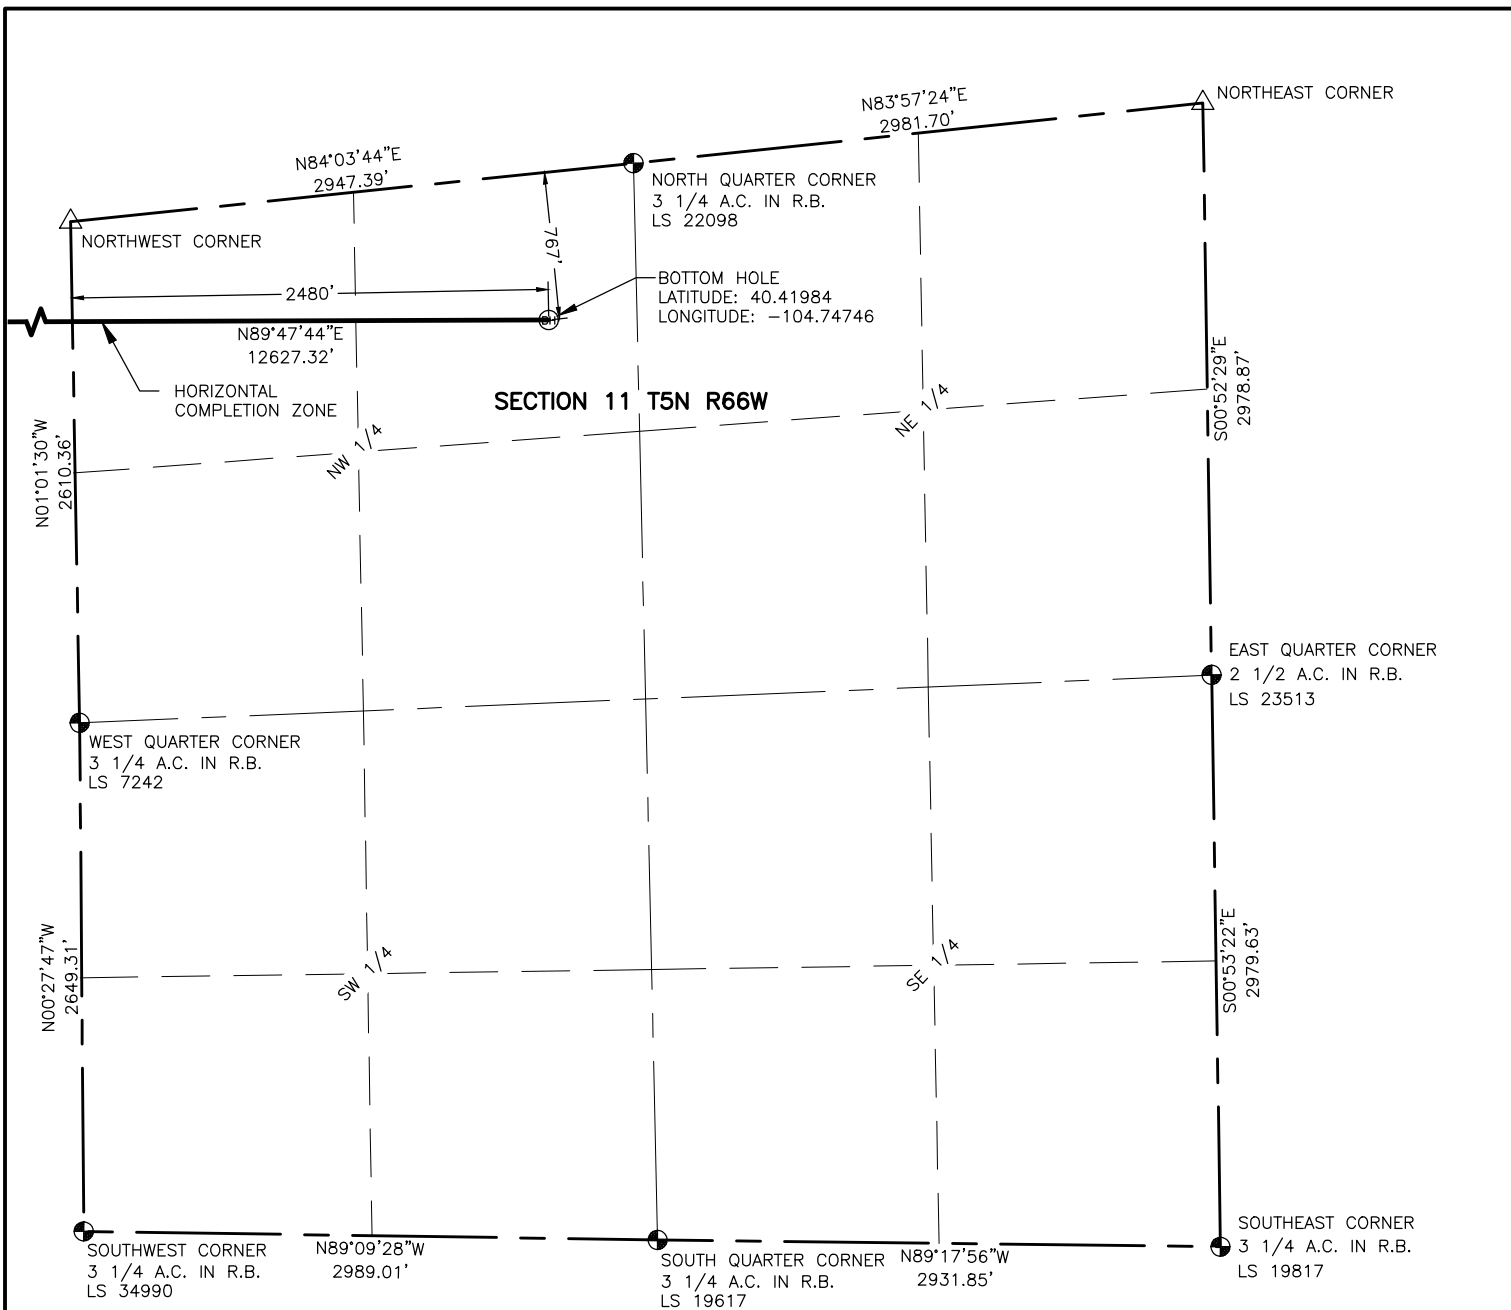 N83°57'24"E
2981.70'
NORTHEAST CORNER
N84°03'44"E
2947.39'
NORTH QUARTER CORNER
3 1/4 A.C. IN R.B.
LS 22098
NORTHWEST CORNER
767'
BOTTOM HOLE
LATITUDE: 40.41984
LONGITUDE: -104.74746
2480'
N89°47'44"E
12627.32'
HORIZONTAL
COMPLETION ZONE
SECTION 11 T5N R66W
S00°52'29"E
2978.87'
NE 1/4
NW 1/4
N01°01'30"W
2610.36'
EAST QUARTER CORNER
2 1/2 A.C. IN R.B.
LS 23513
WEST QUARTER CORNER
3 1/4 A.C. IN R.B.
LS 7242
N00°27'47"W
2649.31'
SW 1/4
SE 1/4
S00°53'22"E
2979.63'
SOUTHWEST CORNER
3 1/4 A.C. IN R.B.
LS 34990
N89°09'28"W
2989.01'
SOUTH QUARTER CORNER
3 1/4 A.C. IN R.B.
LS 19617
N89°17'56"W
2931.85'
SOUTHEAST CORNER
3 1/4 A.C. IN R.B.
LS 19817